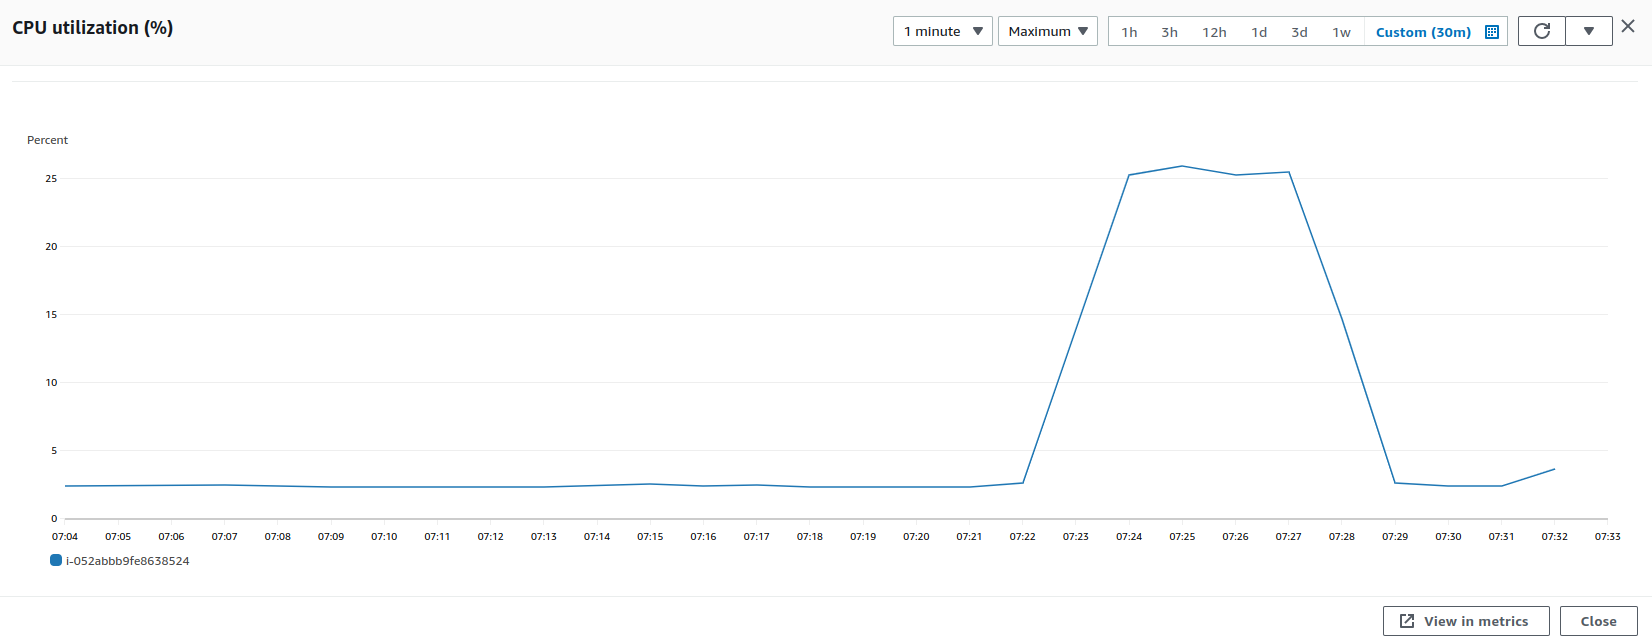 CPU utilization (%)
1 minute Maximum 1h 3h 12h 1d 3d 1w Custom (30m)
Percent
25
20
15
10
5
0
07:04 07:05 07:06 07:07 07:08 07:09 07:10 07:11 07:12 07:13 07:14 07:15 07:16 07:17 07:18 07:19 07:20 07:21 07:22 07:23 07:24 07:25 07:26 07:27 07:28 07:29 07:30 07:31 07:32 07:33
i-052abbb9fe8638524
View in metrics Close